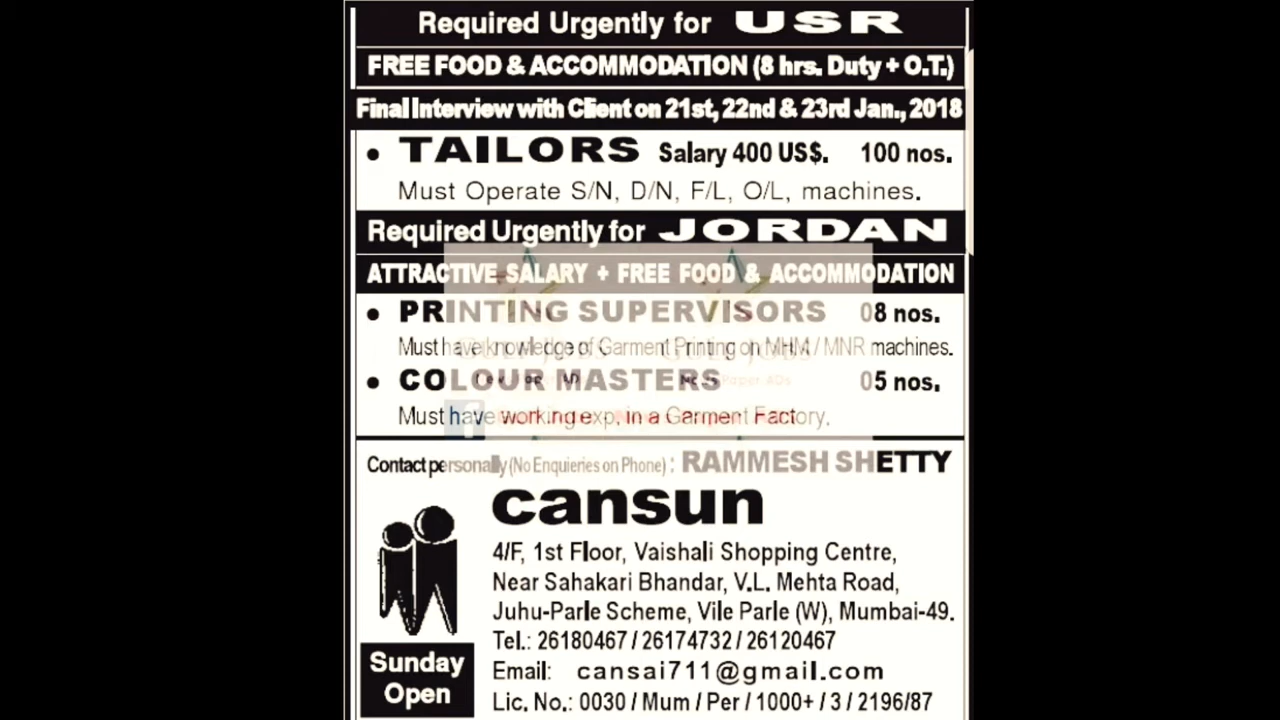 Required Urgently for USR
FREE FOOD & ACCOMMODATION (8 hrs. Duty + O.T.)
Final Interview with Client on 21st, 22nd & 23rd Jan., 2018
• TAILORS Salary 400 US$. 100 nos.
Must Operate S/N, D/N, F/L, O/L, machines.
Required Urgently for JORDAN
ATTRACTIVE SALARY + FREE FOOD & ACCOMMODATION
• PRINTING SUPERVISORS 08 nos.
Must have knowledge of Garment Printing on MHM / MNR machines.
• COLOUR MASTERS 05 nos.
Must have working exp. in a Garment Factory.
Contact personally (No Enquieries on Phone) : RAMMESH SHETTY
cansun
4/F, 1st Floor, Vaishali Shopping Centre,
Near Sahakari Bhandar, V.L. Mehta Road,
Juhu-Parle Scheme, Vile Parle (W), Mumbai-49.
Tel.: 26180467 / 26174732 / 26120467
Email: cansai711@gmail.com
Lic. No.: 0030 / Mum / Per / 1000+ / 3 / 2196/87
Sunday
Open